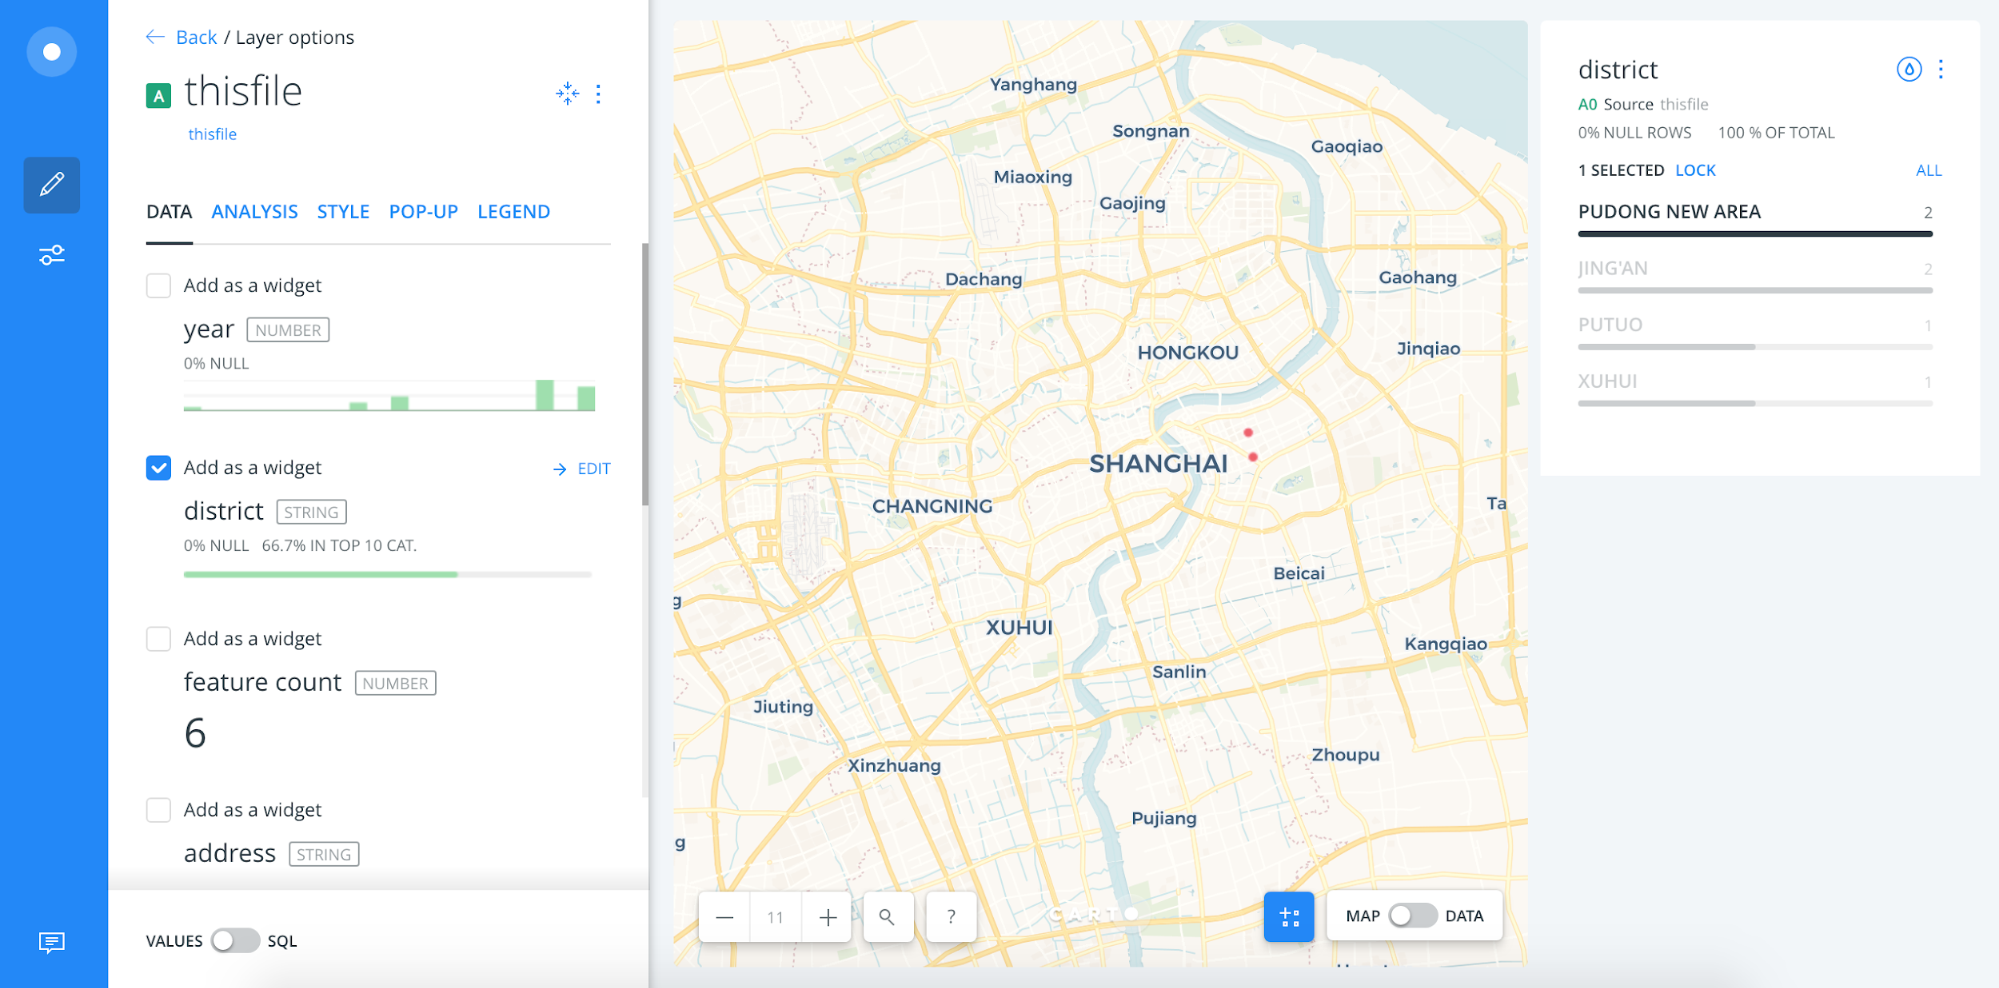 ← Back / Layer options
A thisfile
thisfile
DATA ANALYSIS STYLE POP-UP LEGEND
Add as a widget
year NUMBER
0% NULL
Add as a widget → EDIT
district STRING
0% NULL 66.7% IN TOP 10 CAT.
Add as a widget
feature count NUMBER
6
Add as a widget
address STRING
VALUES SQL
Yanghang
Songnan
Gaoqiao
Miaoxing
Gaojing
Dachang
Gaohang
HONGKOU
Jinqiao
SHANGHAI
CHANGNING
Ta
Beicai
g
XUHUI
Kangqiao
Sanlin
Jiuting
Zhoupu
Xinzhuang
Pujiang
g
— 11 + ?
CARTO
MAP DATA
district
A0 Source thisfile
0% NULL ROWS 100 % OF TOTAL
1 SELECTED LOCK ALL
PUDONG NEW AREA 2
JING'AN 2
PUTUO 1
XUHUI 1